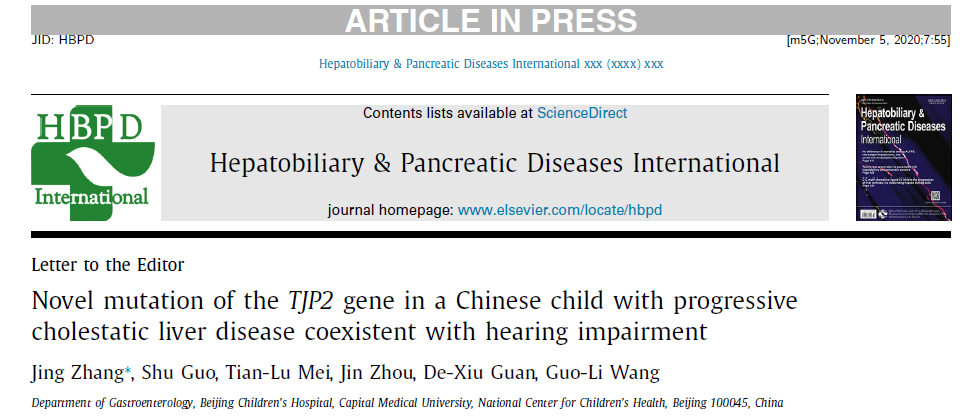 ARTICLE IN PRESS
JID: HBPD
[m5G;November 5, 2020;7:55]
Hepatobiliary & Pancreatic Diseases International xxx (xxxx) xxx
HBPD
International
Contents lists available at ScienceDirect
Hepatobiliary & Pancreatic Diseases International
journal homepage: www.elsevier.com/locate/hbpd
Hepatobiliary &
Pancreatic Diseases
International
Letter to the Editor
Novel mutation of the TJP2 gene in a Chinese child with progressive
cholestatic liver disease coexistent with hearing impairment
Jing Zhang*, Shu Guo, Tian-Lu Mei, Jin Zhou, De-Xiu Guan, Guo-Li Wang
Department of Gastroenterology, Beijing Children's Hospital, Capital Medical University, National Center for Children's Health, Beijing 100045, China